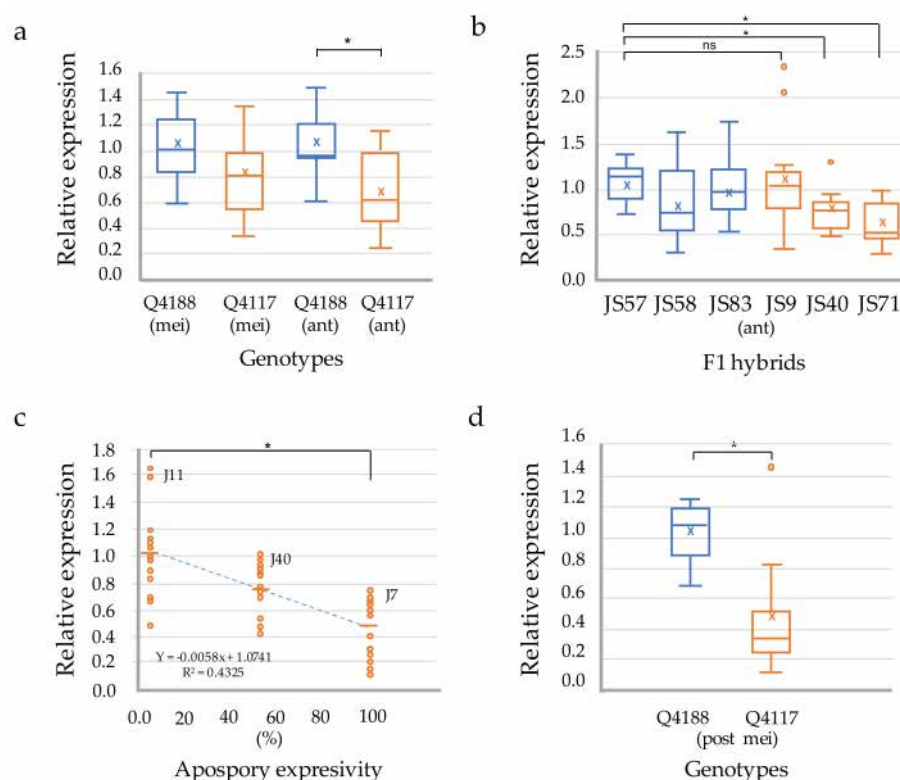 a
*
Relative expression
1.6
1.4
1.2
1.0
0.8
0.6
0.4
0.2
0.0
Q4188 Q4117 Q4188 Q4117
(mei) (mei) (ant) (ant)
Genotypes
b
*
*
ns
Relative expression
2.5
2.0
1.5
1.0
0.5
0.0
JS57 JS58 JS83 JS9 JS40 JS71
(ant)
F1 hybrids
c
*
Relative expression
1.8
1.6
1.4
1.2
1.0
0.8
0.6
0.4
0.2
0.0
J11
J40
J7
Y = -0.0058x + 1.0741
R² = 0.4325
0.0 20 40 60 80 100
(%)
Apospory expresivity
d
*
Relative expression
1.6
1.4
1.2
1.0
0.8
0.6
0.4
0.2
0.0
Q4188 Q4117
(post mei)
Genotypes